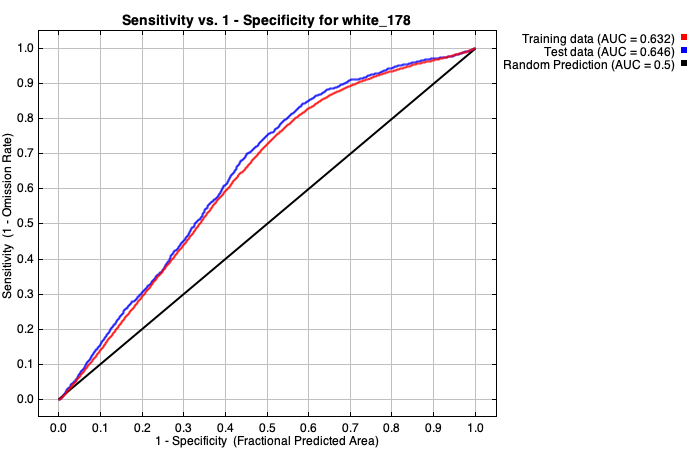 Sensitivity vs. 1 - Specificity for white_178
Training data (AUC = 0.632)
Test data (AUC = 0.646)
Random Prediction (AUC = 0.5)
Sensitivity (1 - Omission Rate)
1.0
0.9
0.8
0.7
0.6
0.5
0.4
0.3
0.2
0.1
0.0
0.0 0.1 0.2 0.3 0.4 0.5 0.6 0.7 0.8 0.9 1.0
1 - Specificity (Fractional Predicted Area)